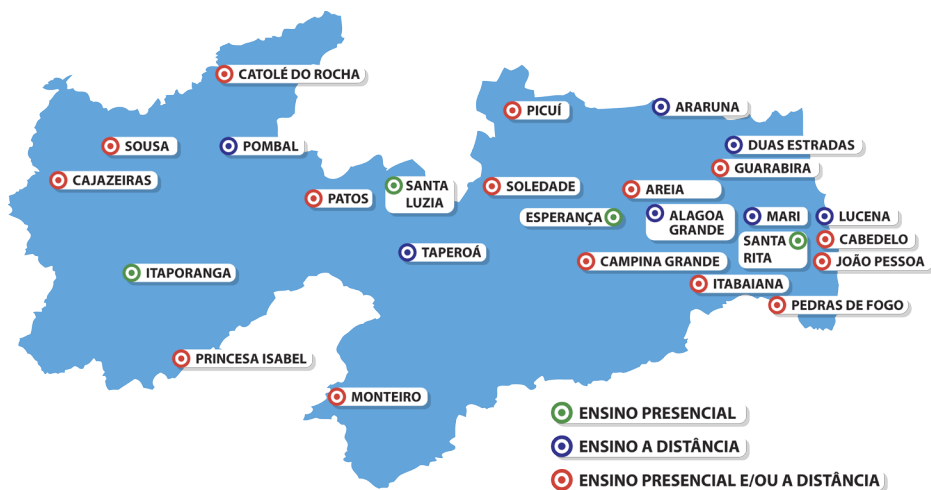 CATOLÉ DO ROCHA
PICUÍ
ARARUNA
SOUSA
POMBAL
DUAS ESTRADAS
GUARABIRA
CAJAZEIRAS
PATOS
SANTA
LUZIA
SOLEDADE
AREIA
ESPERANÇA
ALAGOA
GRANDE
MARI
LUCENA
SANTA
RITA
CABEDELO
TAPEROÁ
CAMPINA GRANDE
JOÃO PESSOA
ITAPORANGA
ITABAIANA
PEDRAS DE FOGO
PRINCESA ISABEL
MONTEIRO
ENSINO PRESENCIAL
ENSINO A DISTÂNCIA
ENSINO PRESENCIAL E/OU A DISTÂNCIA